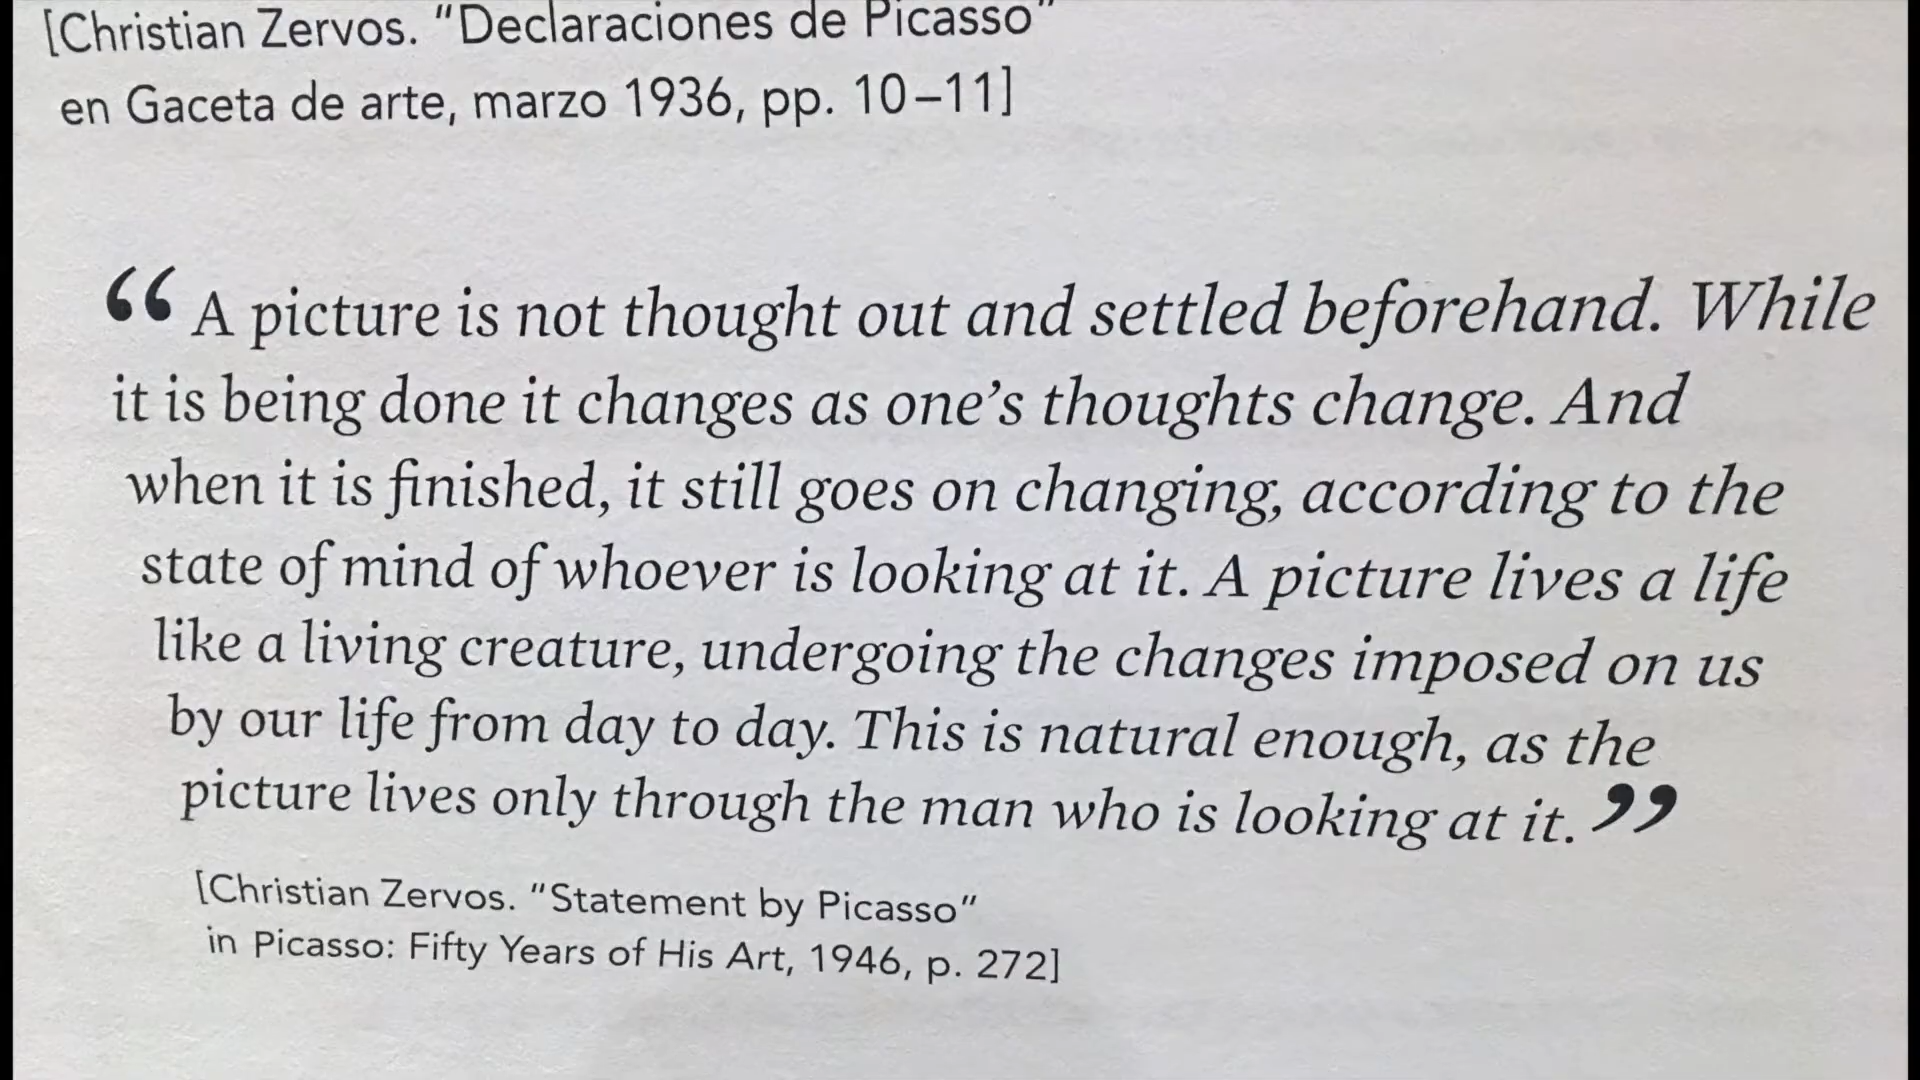 [Christian Zervos. “Declaraciones de Picasso”
en Gaceta de arte, marzo 1936, pp. 10–11]
“A picture is not thought out and settled beforehand. While
it is being done it changes as one’s thoughts change. And
when it is finished, it still goes on changing, according to the
state of mind of whoever is looking at it. A picture lives a life
like a living creature, undergoing the changes imposed on us
by our life from day to day. This is natural enough, as the
picture lives only through the man who is looking at it.”
[Christian Zervos. “Statement by Picasso”
in Picasso: Fifty Years of His Art, 1946, p. 272]